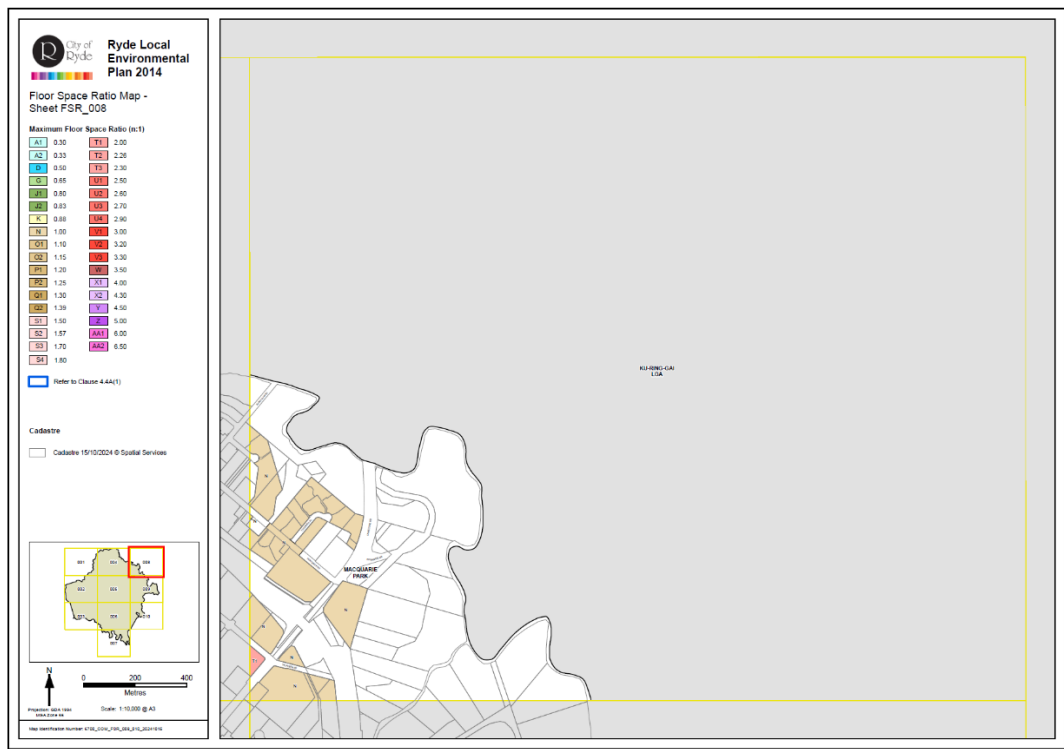 City of
Ryde
R
Ryde Local
Environmental
Plan 2014
Floor Space Ratio Map -
Sheet FSR_008
Maximum Floor Space Ratio (n:1)
A1 0.30 T1 2.00
A2 0.33 T2 2.26
D 0.50 T3 2.30
G 0.65 U1 2.50
J1 0.80 U2 2.60
J2 0.83 U3 2.70
K U4 2.90
N 1.00 V1 3.00
O1 1.10 V2 3.20
O2 1.15 V3 3.30
P1 1.20 W 3.50
P2 1.25 X1 4.00
Q1 1.30 X2 4.30
Q2 1.39 Y 4.50
S1 1.50 Z 5.00
S2 1.57 AA1 6.00
S3 1.70 AA2 6.50
S4 1.80
Refer to Clause 4.4A(1)
Cadastre
Cadastre 15/10/2024 © Spatial Services
N
0 200 400
Metres
Scale: 1:10,000 @ A3
KU-RING-GAI
LGA
MACQUARIE
PARK